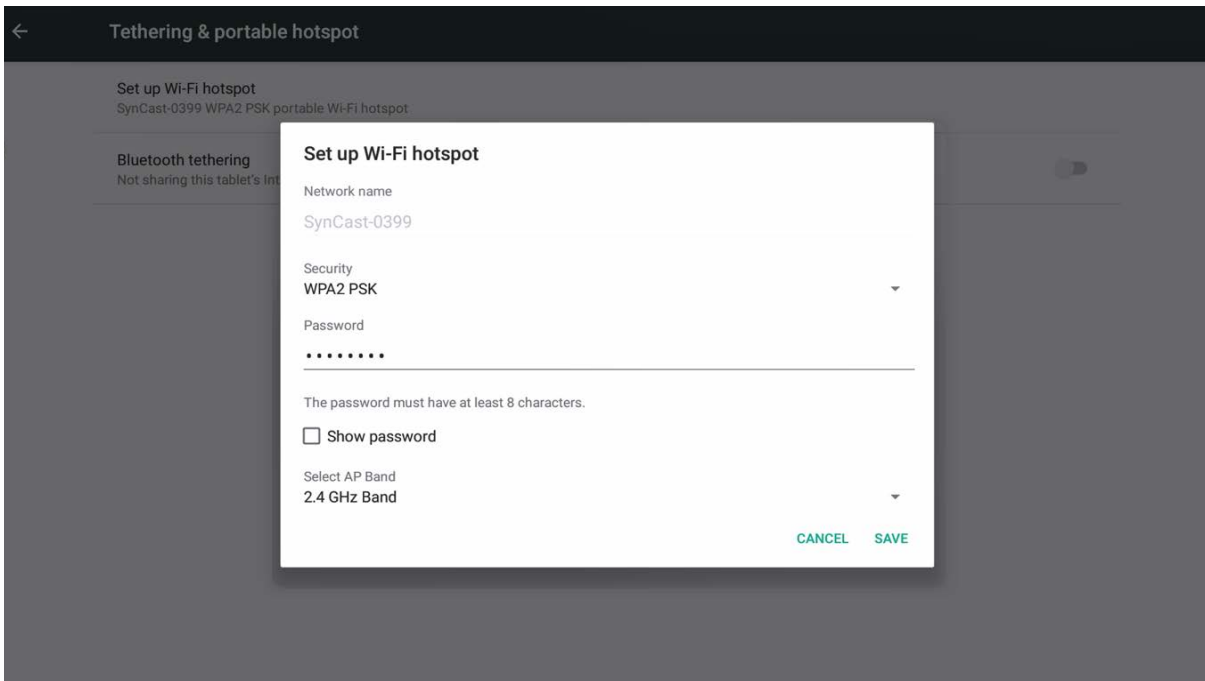 Tethering & portable hotspot
Set up Wi-Fi hotspot
SynCast-0399 WPA2 PSK portable Wi-Fi hotspot
Bluetooth tethering
Not sharing this tablet's Int
Set up Wi-Fi hotspot
Network name
SynCast-0399
Security
WPA2 PSK
Password
••••••••
The password must have at least 8 characters.
Show password
Select AP Band
2.4 GHz Band
CANCEL SAVE